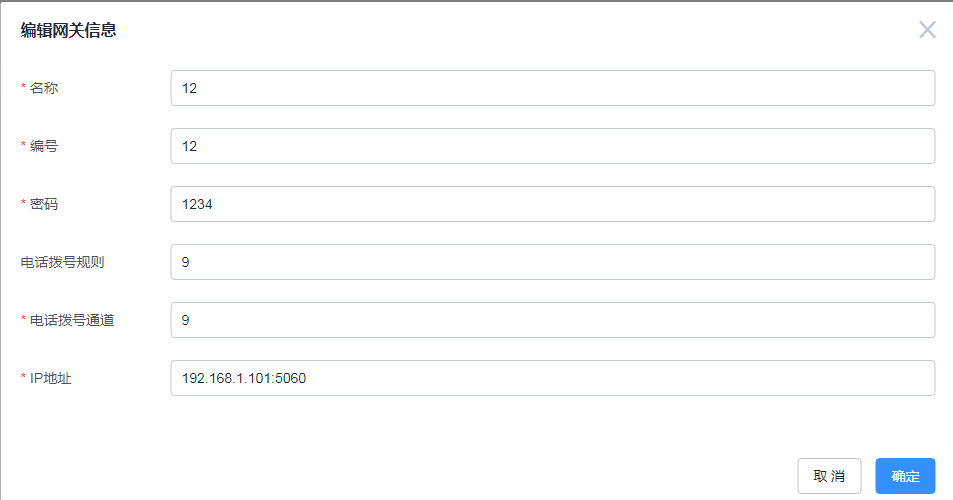 编辑网关信息
* 名称 12
* 编号 12
* 密码 1234
电话拨号规则 9
* 电话拨号通道 9
* IP地址 192.168.1.101:5060
取 消 确定